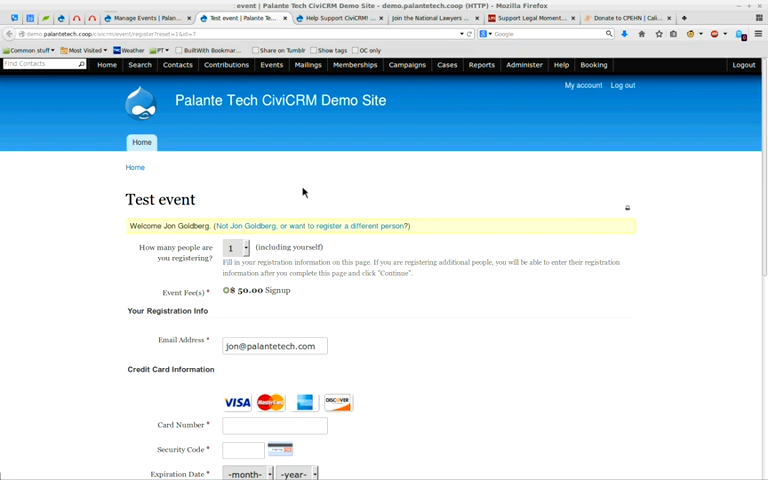 : event | Palante Tech CiviCRM Demo Site - demo.palantetech.coop (HTTP) - Mozilla Firefox
Manage Events | Palan...
Test event | Palante Te...
Help Support CiviCRM! ...
Join the National Lawyers ...
Support Legal Moment...
Donate to CPEHN | Cali...
demo.palantetech.coop/civicrm/event/register?reset=1&id=7
Google
Common stuff
Most Visited
Weather
PT
BuiltWith Bookmar...
Share on Tumblr
Show tags
OC only
Find Contacts
Home Search Contacts Contributions Events Mailings Memberships Campaigns Cases Reports Administer Help Booking Logout
My account Log out
Palante Tech CiviCRM Demo Site
Home
Home
Test event
Welcome Jon Goldberg. (Not Jon Goldberg, or want to register a different person?)
How many people are you registering?
1
(including yourself)
Fill in your registration information on this page. If you are registering additional people, you will be able to enter their registration
information after you complete this page and click "Continue".
Event Fee(s) *
$ 50.00 Signup
Your Registration Info
Email Address *
jon@palantetech.com
Credit Card Information
VISA MasterCard DISCOVER
Card Number *
Security Code *
Expiration Date *
-month- -year-